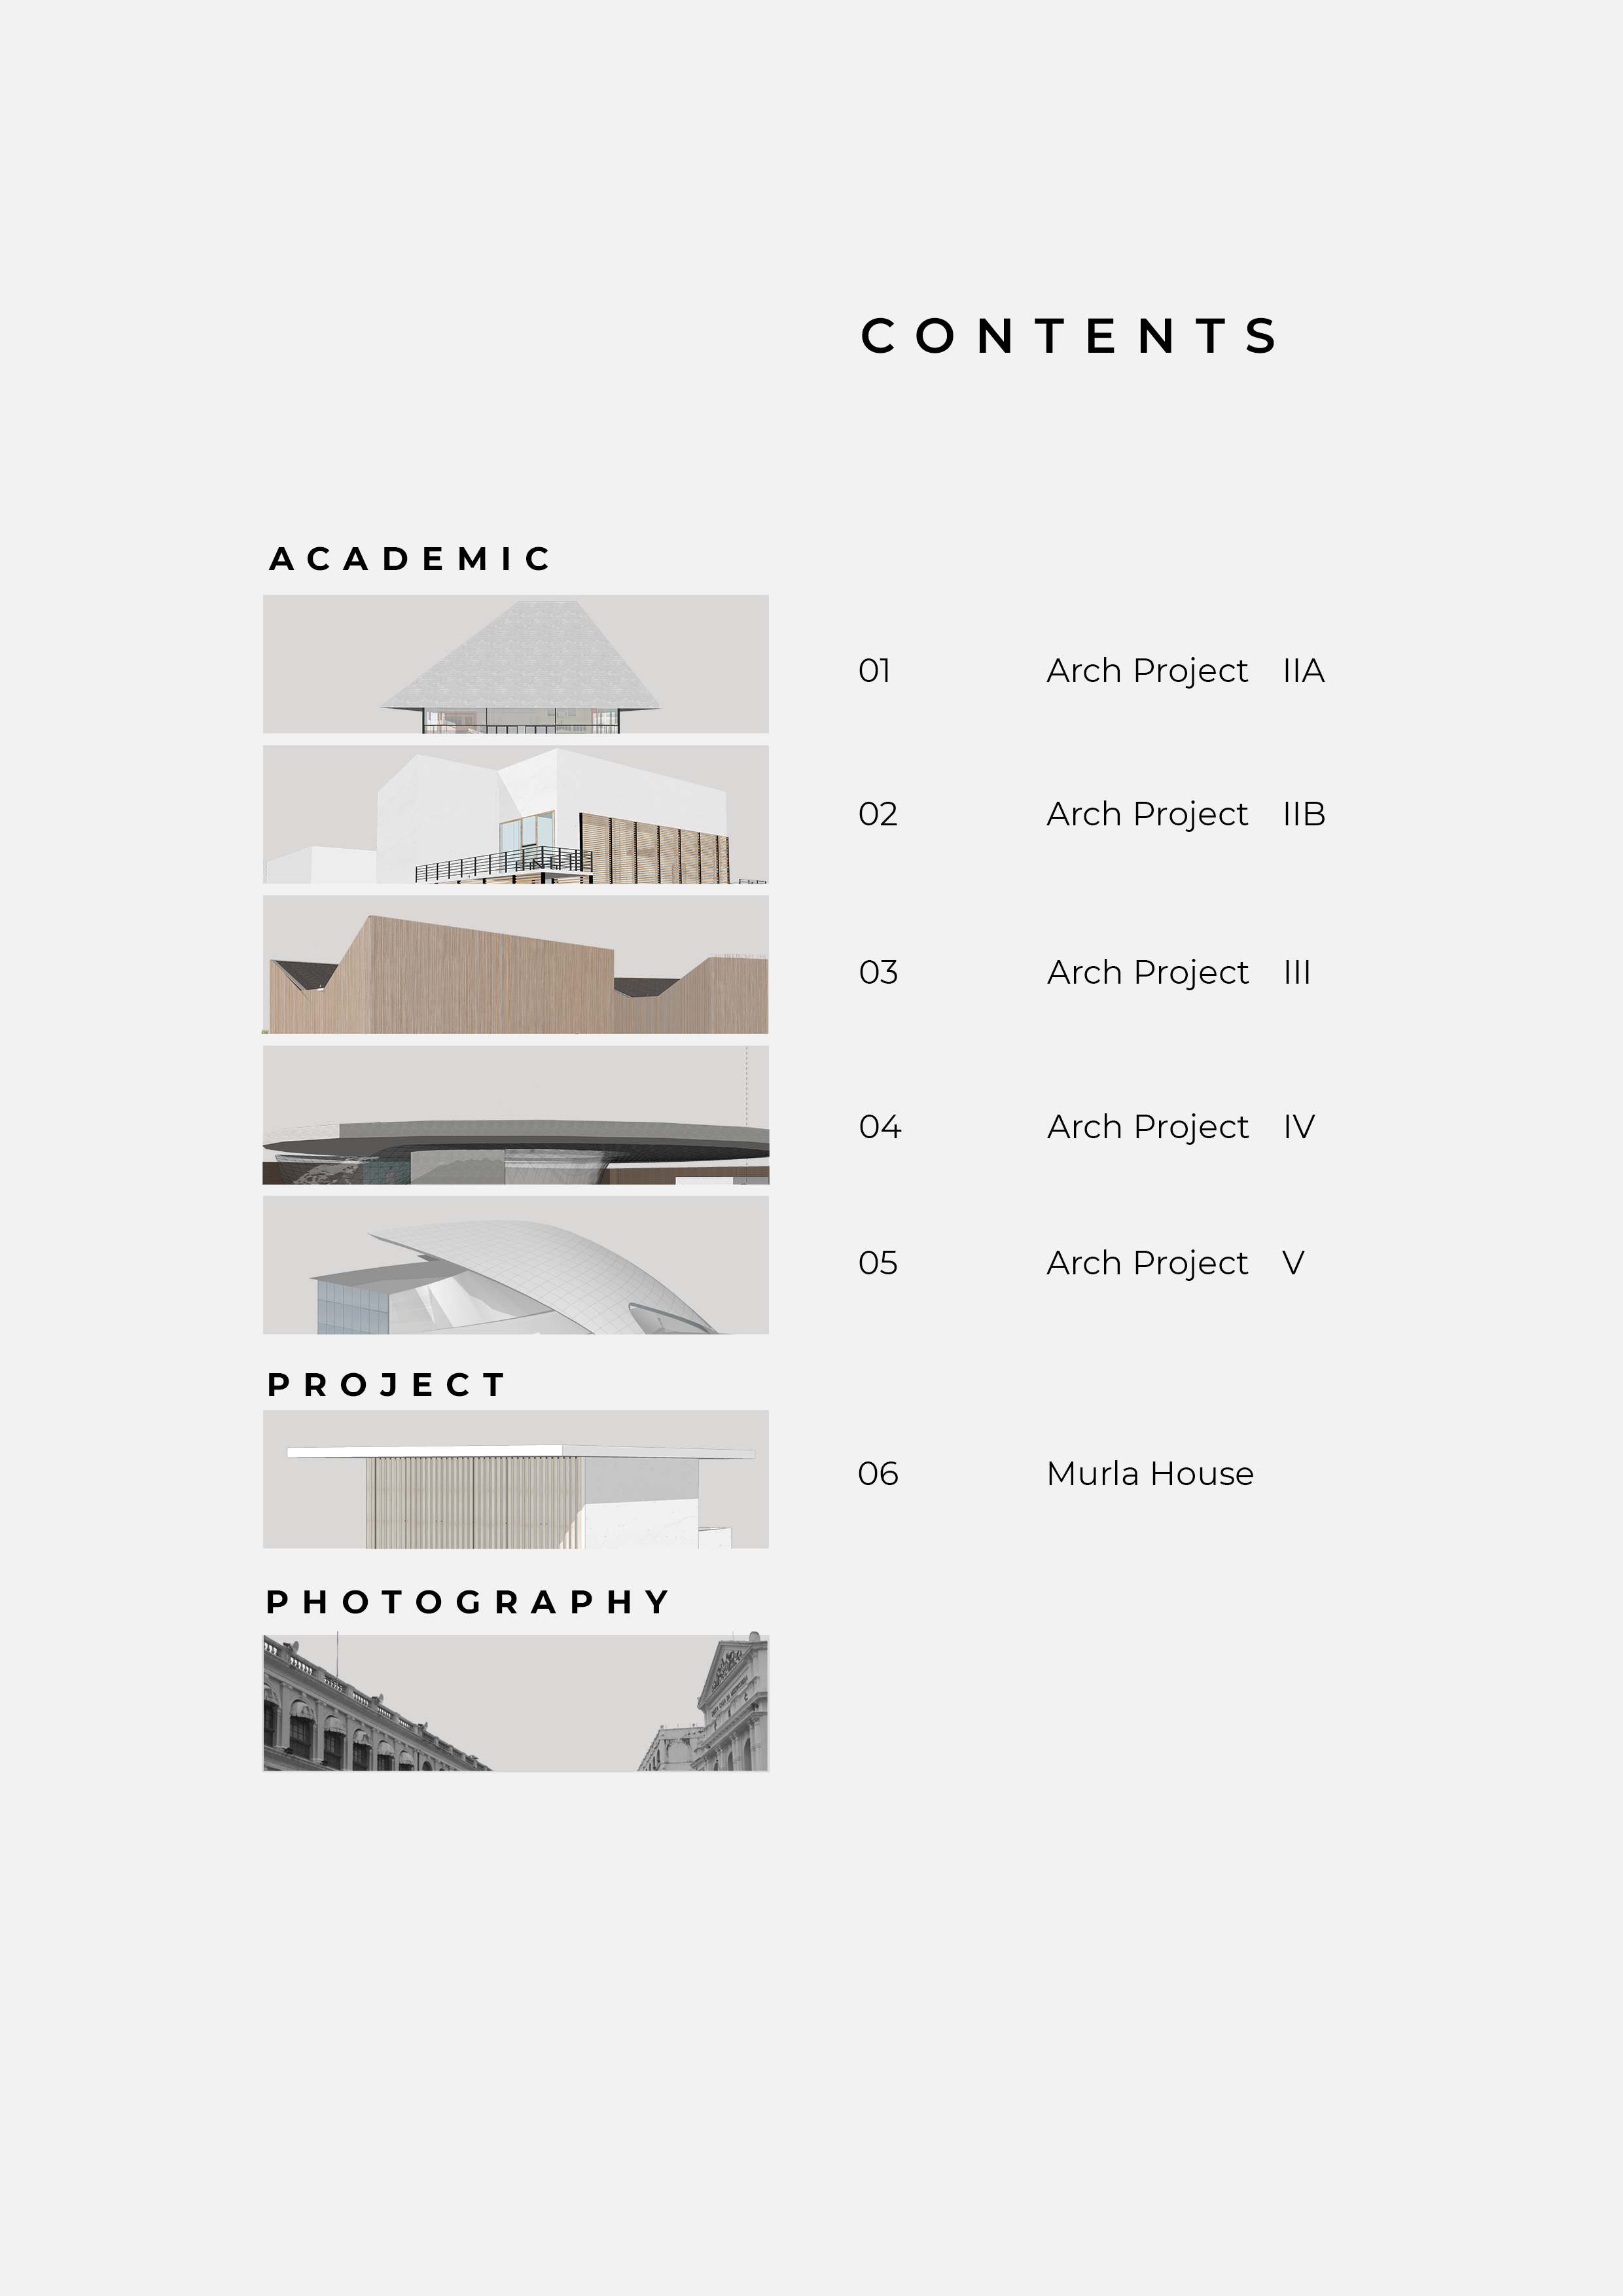 CONTENTS
ACADEMIC
01 Arch Project IIA
02 Arch Project IIB
03 Arch Project III
04 Arch Project IV
05 Arch Project V
PROJECT
06 Murla House
PHOTOGRAPHY